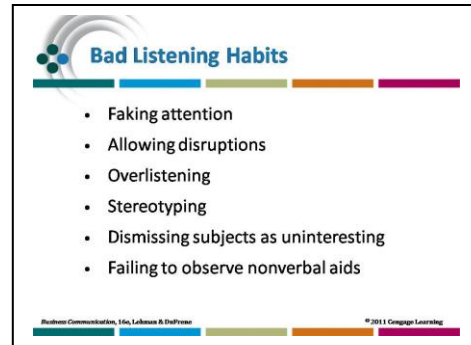 Bad Listening Habits
• Faking attention
• Allowing disruptions
• Overlistening
• Stereotyping
• Dismissing subjects as uninteresting
• Failing to observe nonverbal aids
Business Communication, 16e, Lehman & DuFrene
©2011 Cengage Learning